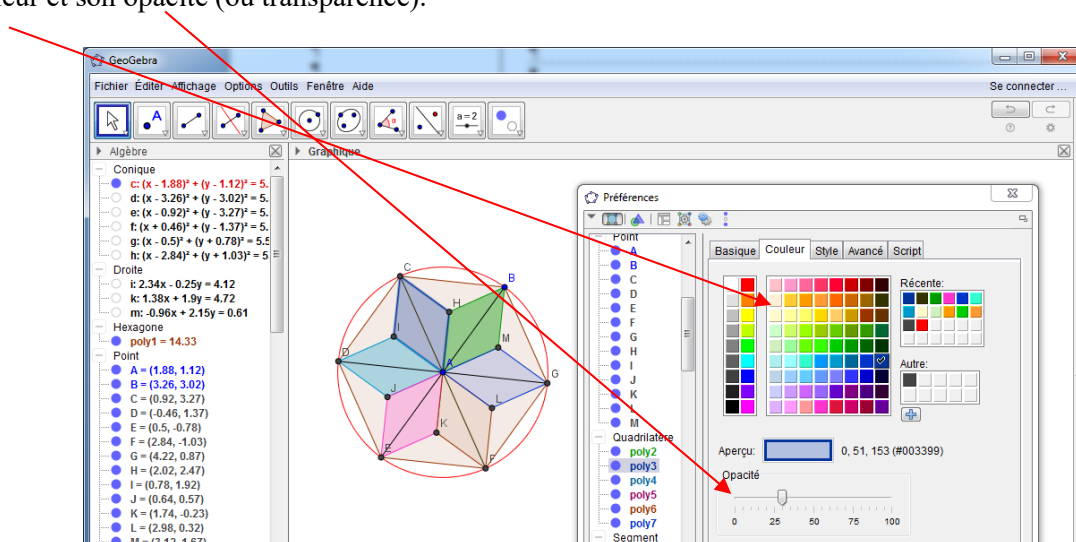 eur et son opacité (ou transparence).
GeoGebra
Fichier Éditer Affichage Options Outils Fenêtre Aide
Se connecter ...
A
α
a=2
Algèbre
Graphique
Conique
c: (x - 1.88)² + (y - 1.12)² = 5.
d: (x - 3.26)² + (y - 3.02)² = 5.
e: (x - 0.92)² + (y - 3.27)² = 5.
f: (x + 0.46)² + (y - 1.37)² = 5.
g: (x - 0.5)² + (y + 0.78)² = 5.5
h: (x - 2.84)² + (y + 1.03)² = 5
Droite
i: 2.34x - 0.25y = 4.12
k: 1.38x + 1.9y = 4.72
m: -0.96x + 2.15y = 0.61
Hexagone
poly1 = 14.33
Point
A = (1.88, 1.12)
B = (3.26, 3.02)
C = (0.92, 3.27)
D = (-0.46, 1.37)
E = (0.5, -0.78)
F = (2.84, -1.03)
G = (4.22, 0.87)
H = (2.02, 2.47)
I = (0.78, 1.92)
J = (0.64, 0.57)
K = (1.74, -0.23)
L = (2.98, 0.32)
M = (3.12, 1.67)
C
B
H
I
M
D
A
G
J
L
K
E
F
Préférences
Point
A
B
C
D
E
F
G
H
I
J
K
L
M
Quadrilatère
poly2
poly3
poly4
poly5
poly6
poly7
Segment
Basique Couleur Style Avancé Script
Récente:
Autre:
Aperçu: 0, 51, 153 (#003399)
Opacité
0 25 50 75 100